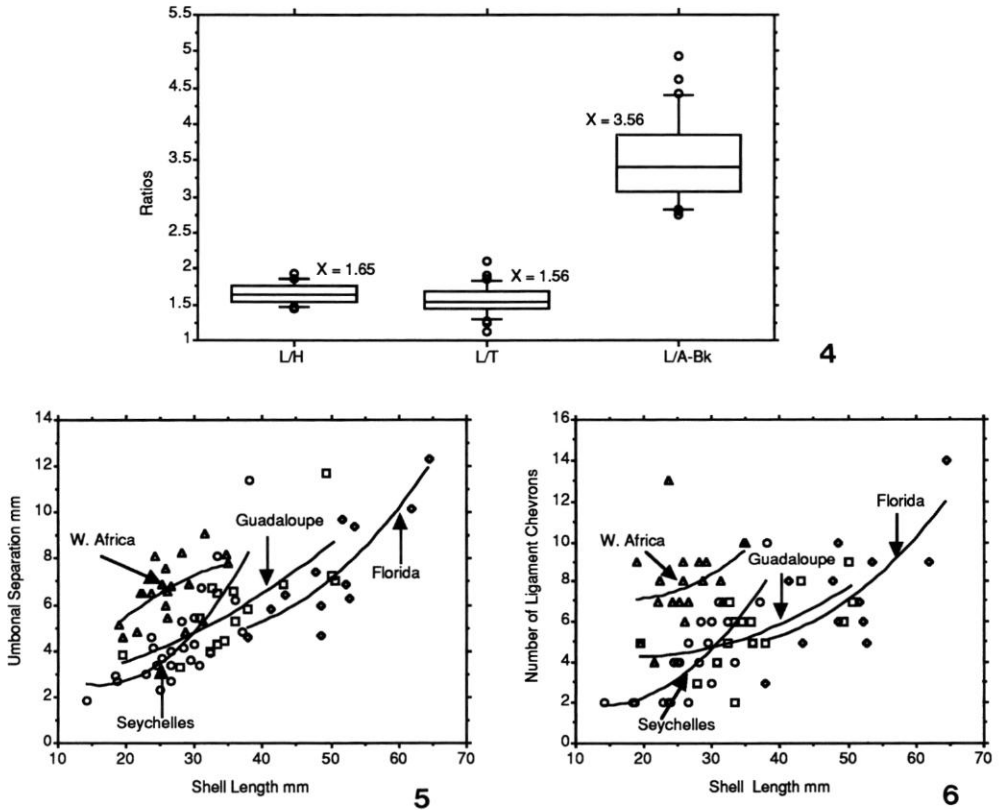 5.5
5
4.5
4
3.5
3
2.5
2
1.5
1
Ratios
X = 1.65
X = 1.56
X = 3.56
L/H
L/T
L/A-Bk
4
14
12
10
8
6
4
2
0
Umbonal Separation mm
W. Africa
Guadaloupe
Florida
Seychelles
10
20
30
40
50
60
70
Shell Length mm
5
16
14
12
10
8
6
4
2
0
Number of Ligament Chevrons
W. Africa
Guadaloupe
Florida
Seychelles
10
20
30
40
50
60
70
Shell Length mm
6